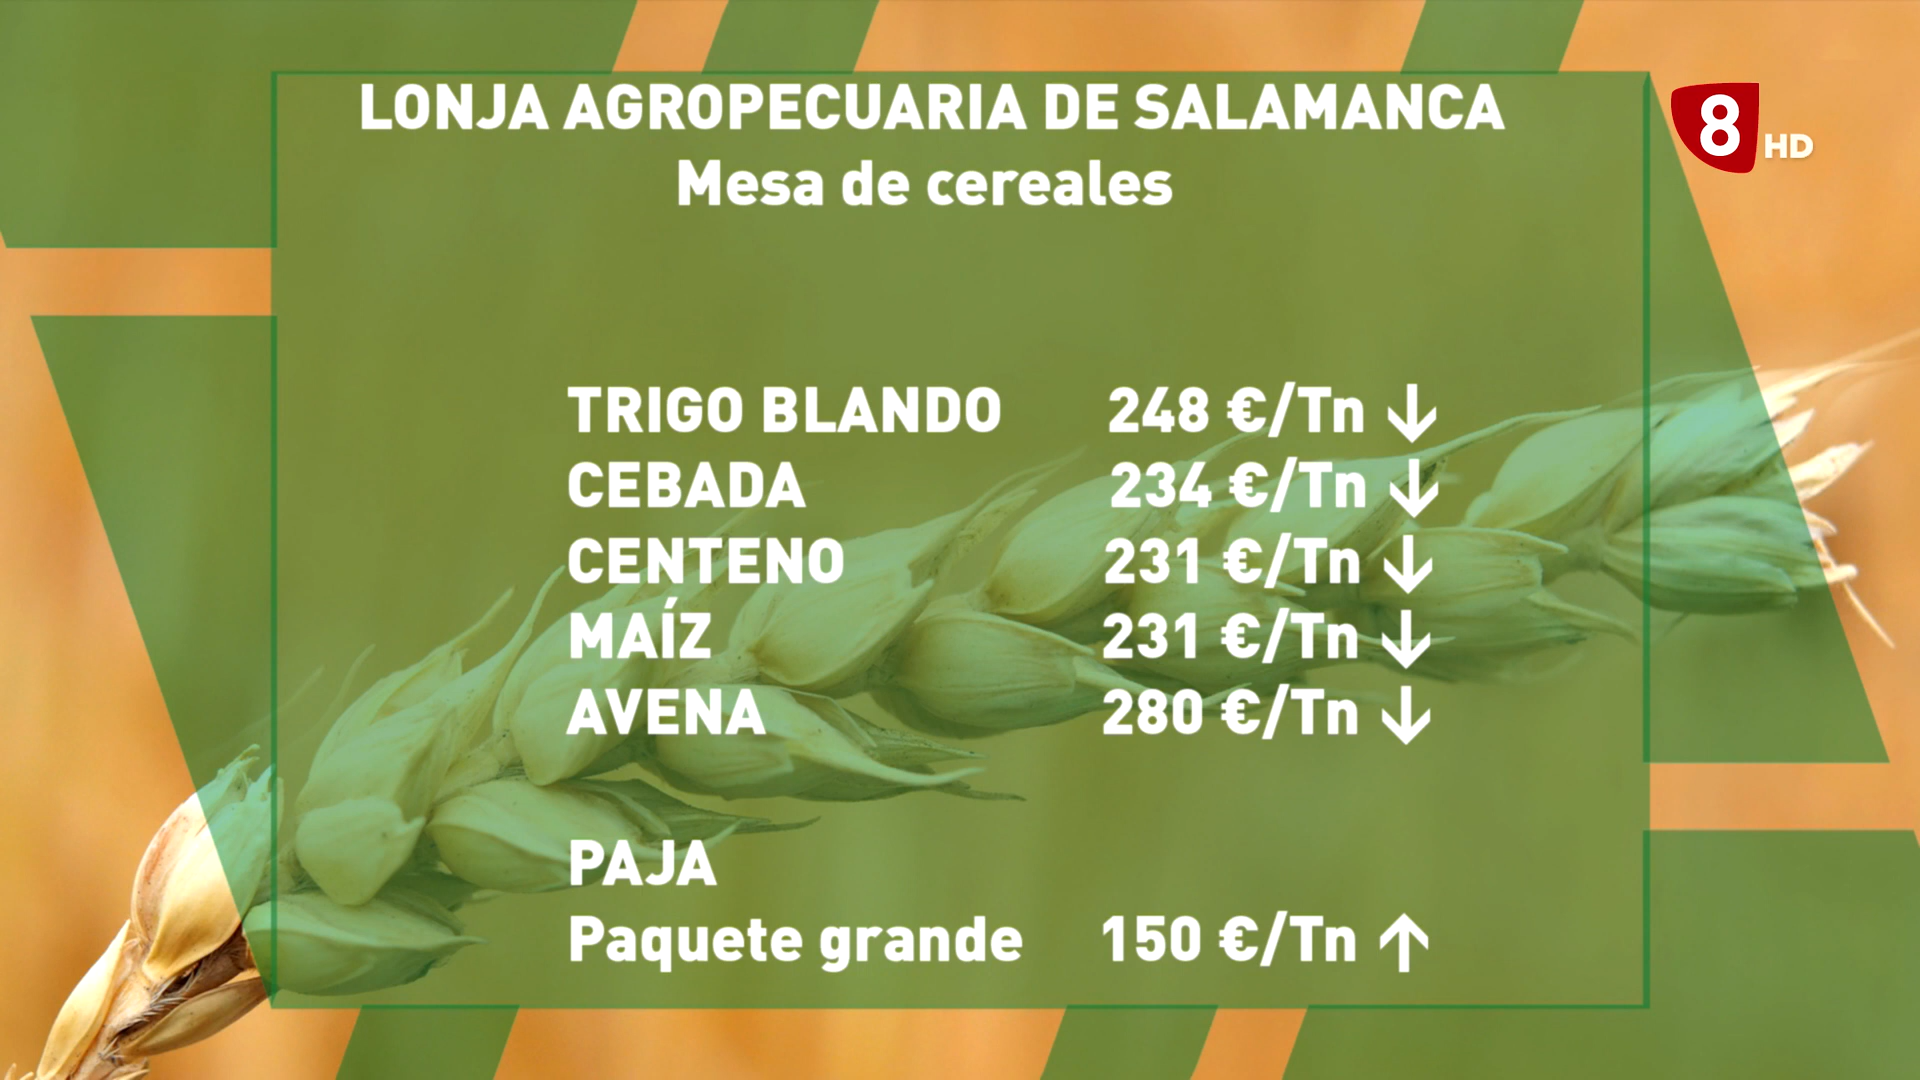 LONJA AGROPECUARIA DE SALAMANCA
Mesa de cereales
8 HD
TRIGO BLANDO 248 €/Tn ↓
CEBADA 234 €/Tn ↓
CENTENO 231 €/Tn ↓
MAÍZ 231 €/Tn ↓
AVENA 280 €/Tn ↓
PAJA
Paquete grande 150 €/Tn ↑